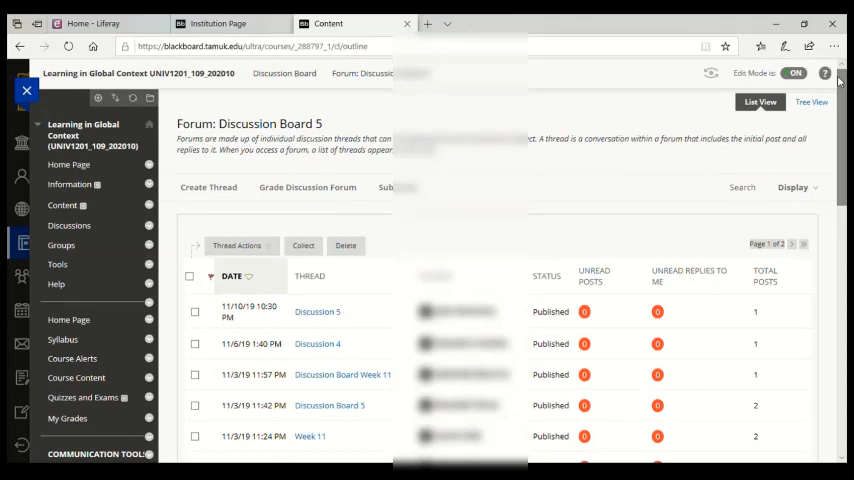 Home - Liferay
Institution Page
Content
https://blackboard.tamuk.edu/ultra/courses/_288797_1/cl/outline
Learning in Global Context UNIV1201_109_202010
Discussion Board
Forum: Discuss
Edit Mode is:
ON
?
List View
Tree View
Learning in Global
Context
(UNIV1201_109_202010)
Home Page
Information
Content
Discussions
Groups
Tools
Help
Home Page
Syllabus
Course Alerts
Course Content
Quizzes and Exams
My Grades
COMMUNICATION TOOLS
Forum: Discussion Board 5
Forums are made up of individual discussion threads that can
ct. A thread is a conversation within a forum that includes the initial post and all
replies to it. When you access a forum, a list of threads appear
Create Thread
Grade Discussion Forum
Search
Display
Thread Actions
Collect
Delete
Page 1 of 2
DATE
THREAD
STATUS
UNREAD
POSTS
UNREAD REPLIES TO
ME
TOTAL
POSTS
11/10/19 10:30
PM
Discussion 5
Published
0
0
1
11/6/19 1:40 PM
Discussion 4
Published
0
0
1
11/3/19 11:57 PM
Discussion Board Week 11
Published
0
0
1
11/3/19 11:42 PM
Discussion Board 5
Published
0
0
2
11/3/19 11:24 PM
Week 11
Published
0
0
2